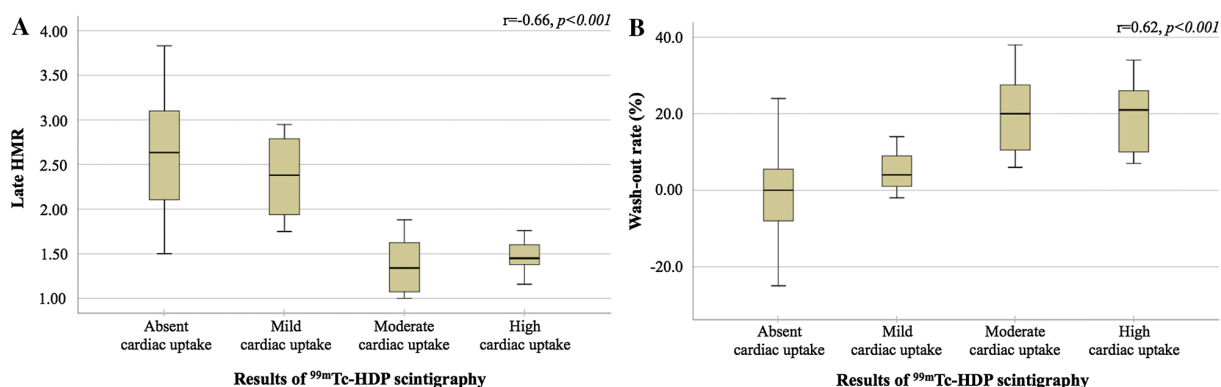 A
r=-0.66, p<0.001
Late HMR
4.00
3.50
3.00
2.50
2.00
1.50
1.00
Absent
cardiac uptake
Mild
cardiac uptake
Moderate
cardiac uptake
High
cardiac uptake
Results of ⁹⁹ᵐTc-HDP scintigraphy
B
r=0.62, p<0.001
Wash-out rate (%)
40.0
20.0
0.00
-20.0
Absent
cardiac uptake
Mild
cardiac uptake
Moderate
cardiac uptake
High
cardiac uptake
Results of ⁹⁹ᵐTc-HDP scintigraphy